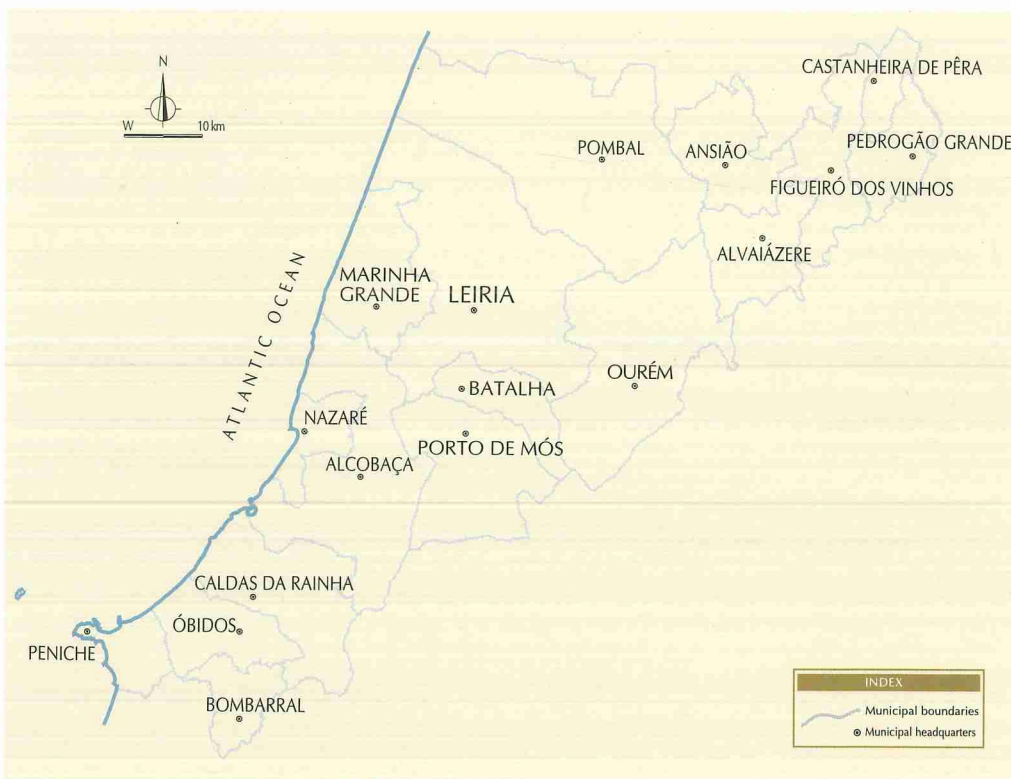 N
W
10 km
CASTANHEIRA DE PÊRA
POMBAL
ANSIÃO
PEDROGÃO GRANDE
FIGUEIRÓ DOS VINHOS
ALVAIÁZERE
ATLANTIC OCEAN
MARINHA
GRANDE
LEIRIA
OURÉM
BATALHA
NAZARÉ
PORTO DE MÓS
ALCOBAÇA
CALDAS DA RAINHA
ÓBIDOS
PENICHE
BOMBARRAL
INDEX
Municipal boundaries
Municipal headquarters